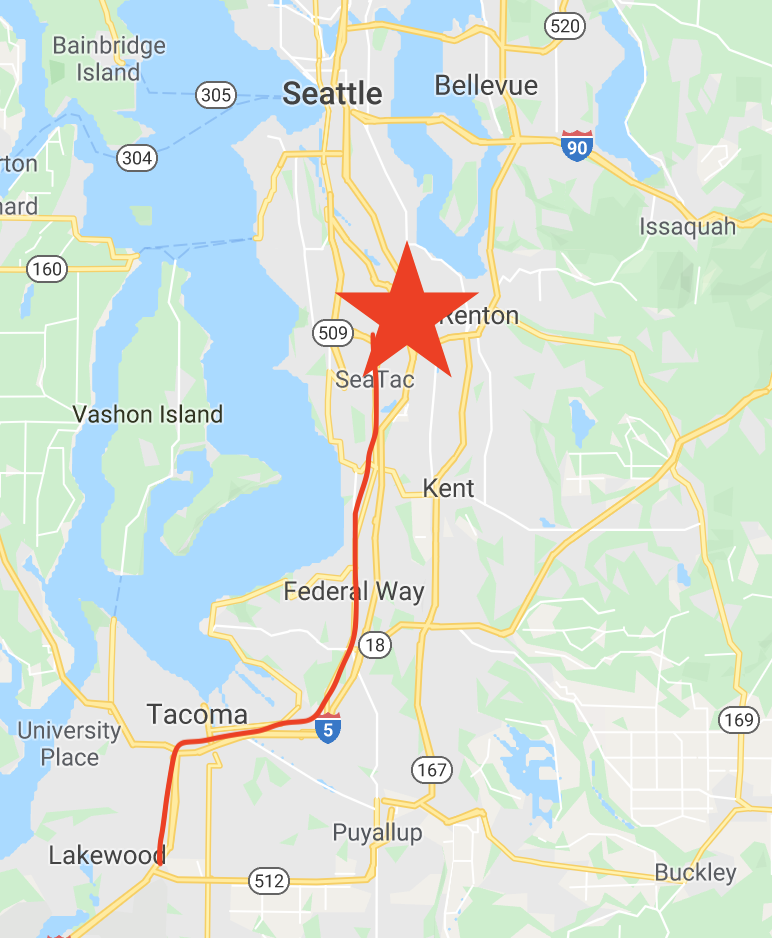 520
Bainbridge
Island
305
Seattle
Bellevue
304
90
rton
nard
Issaquah
160
Renton
509
SeaTac
Vashon Island
Kent
Federal Way
18
Tacoma
5
University
Place
169
167
Puyallup
Lakewood
512
Buckley